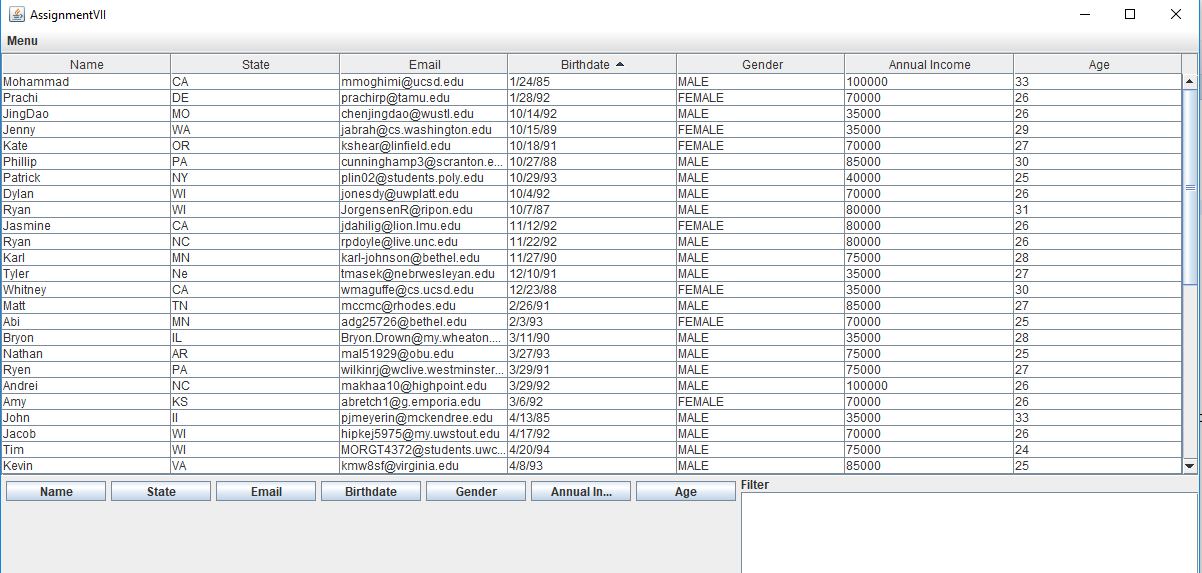 AssignmentVII
Menu
Name State Email Birthdate Gender Annual Income Age
Mohammad CA mmoghimi@ucsd.edu 1/24/85 MALE 100000 33
Prachi DE prachirp@tamu.edu 1/28/92 FEMALE 70000 26
JingDao MO chenjingdao@wustl.edu 10/14/92 MALE 35000 26
Jenny WA jabrah@cs.washington.edu 10/15/89 FEMALE 35000 29
Kate OR kshear@linfield.edu 10/18/91 FEMALE 70000 27
Phillip PA cunninghamp3@scranton.e... 10/27/88 MALE 85000 30
Patrick NY plin02@students.poly.edu 10/29/93 MALE 40000 25
Dylan WI jonesdy@uwplatt.edu 10/4/92 MALE 70000 26
Ryan WI JorgensenR@ripon.edu 10/7/87 MALE 80000 31
Jasmine CA jdahilig@lion.lmu.edu 11/12/92 FEMALE 80000 26
Ryan NC rpdoyle@live.unc.edu 11/22/92 MALE 80000 26
Karl MN karl-johnson@bethel.edu 11/27/90 MALE 75000 28
Tyler Ne tmasek@nebrwesleyan.edu 12/10/91 MALE 35000 27
Whitney CA wmaguffe@cs.ucsd.edu 12/23/88 FEMALE 35000 30
Matt TN mccmc@rhodes.edu 2/26/91 MALE 85000 27
Abi MN adg25726@bethel.edu 2/3/93 FEMALE 70000 25
Bryon IL Bryon.Drown@my.wheaton.... 3/11/90 MALE 35000 28
Nathan AR mal51929@obu.edu 3/27/93 MALE 75000 25
Ryen PA wilkinrj@wclive.westminster... 3/29/91 MALE 75000 27
Andrei NC makhaa10@highpoint.edu 3/29/92 MALE 100000 26
Amy KS abretch1@g.emporia.edu 3/6/92 FEMALE 70000 26
John Il pjmeyerin@mckendree.edu 4/13/85 MALE 35000 33
Jacob WI hipkej5975@my.uwstout.edu 4/17/92 MALE 70000 26
Tim WI MORGT4372@students.uwc... 4/20/94 MALE 75000 24
Kevin VA kmw8sf@virginia.edu 4/8/93 MALE 85000 25
Name State Email Birthdate Gender Annual In... Age Filter